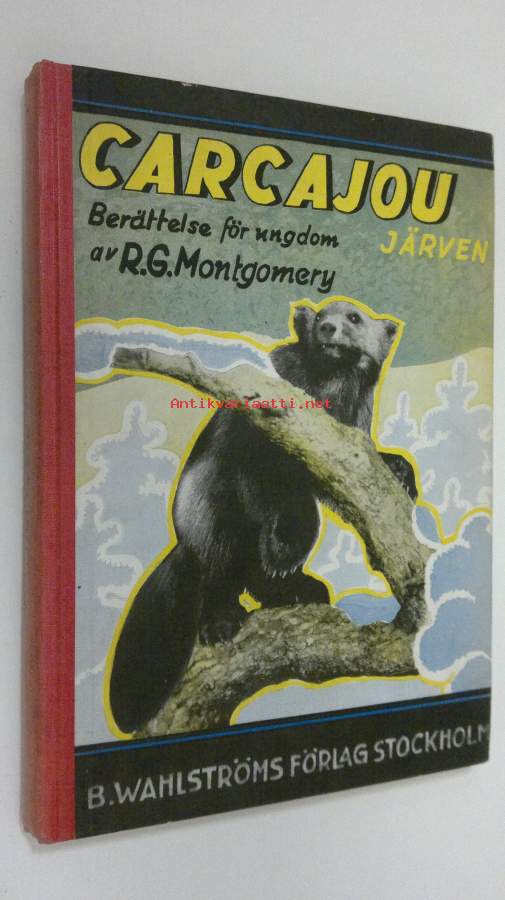 CARCAJOU
JÄRVEN
Berättelse för ungdom
av R.G. Montgomery
Antikvariaatti.net
B. WAHLSTRÖMS FÖRLAG STOCKHOLM